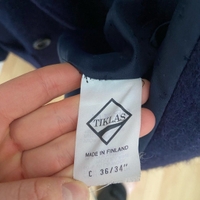 TIKLAS
MADE IN FINLAND
C 36/34"